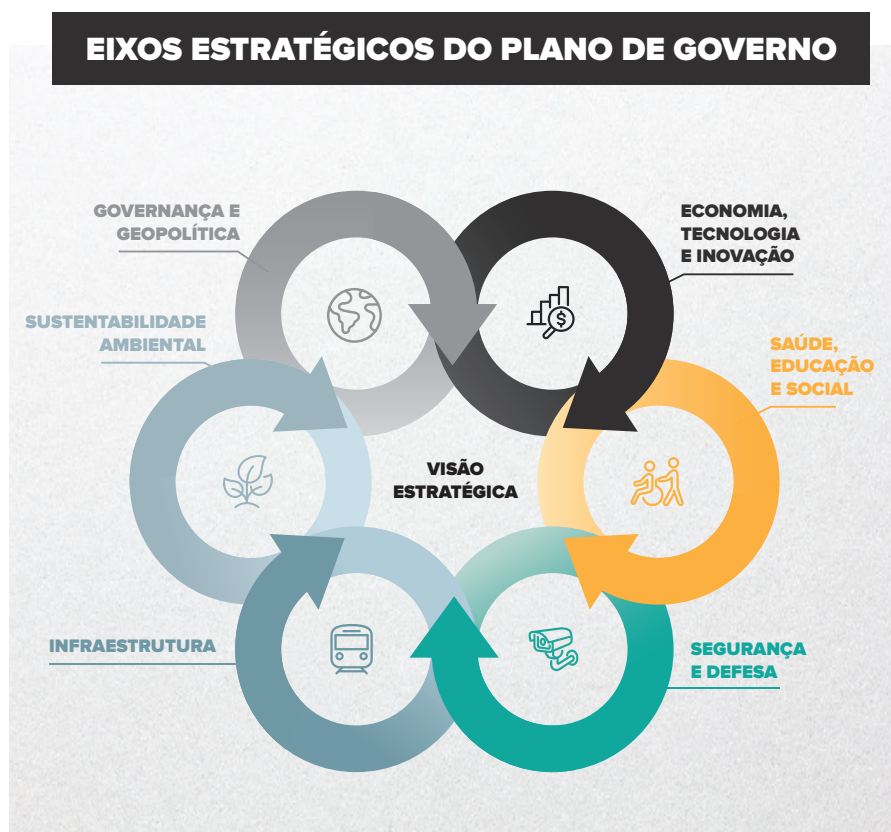 EIXOS ESTRATÉGICOS DO PLANO DE GOVERNO
GOVERNANÇA E
GEOPOLÍTICA
ECONOMIA,
TECNOLOGIA
E INOVAÇÃO
SUSTENTABILIDADE
AMBIENTAL
SAÚDE,
EDUCAÇÃO
E SOCIAL
VISÃO
ESTRATÉGICA
INFRAESTRUTURA
SEGURANÇA
E DEFESA
$